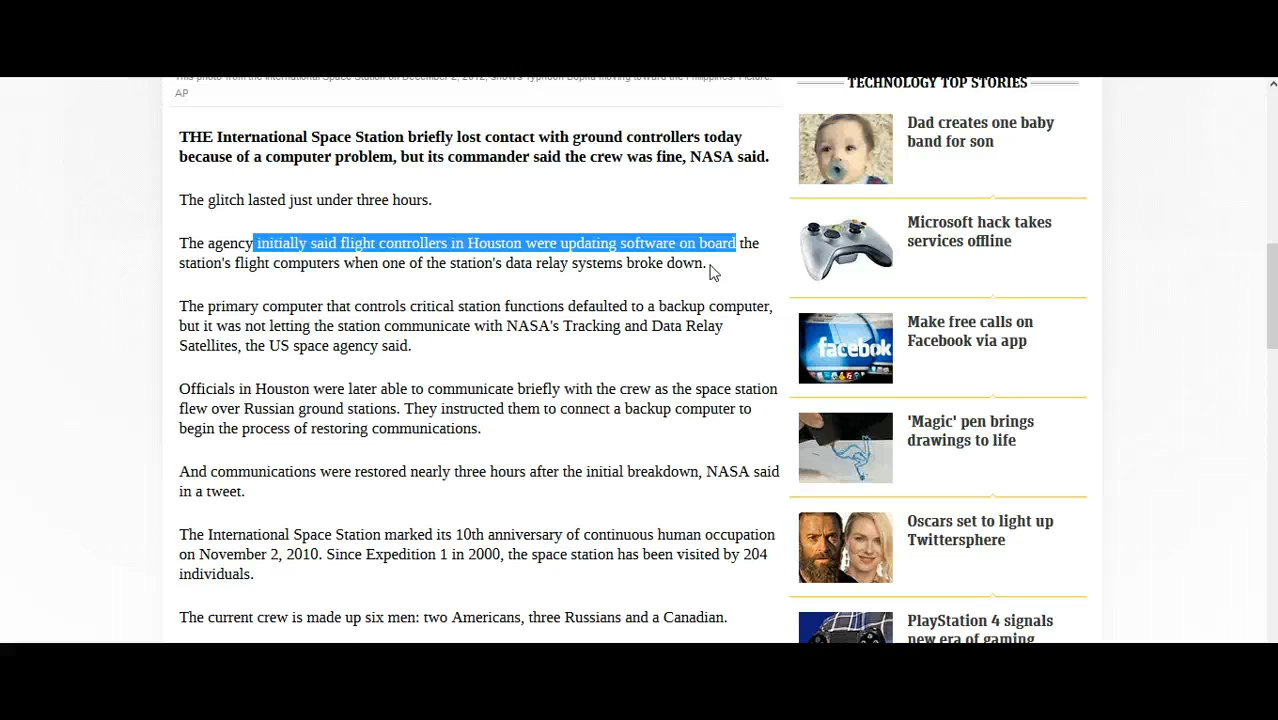 This photo from the International Space Station on December 2, 2012, shows Typhoon Bopha moving toward the Philippines. Picture:
AP
THE International Space Station briefly lost contact with ground controllers today
because of a computer problem, but its commander said the crew was fine, NASA said.
The glitch lasted just under three hours.
The agency initially said flight controllers in Houston were updating software on board the
station's flight computers when one of the station's data relay systems broke down.
The primary computer that controls critical station functions defaulted to a backup computer,
but it was not letting the station communicate with NASA's Tracking and Data Relay
Satellites, the US space agency said.
Officials in Houston were later able to communicate briefly with the crew as the space station
flew over Russian ground stations. They instructed them to connect a backup computer to
begin the process of restoring communications.
And communications were restored nearly three hours after the initial breakdown, NASA said
in a tweet.
The International Space Station marked its 10th anniversary of continuous human occupation
on November 2, 2010. Since Expedition 1 in 2000, the space station has been visited by 204
individuals.
The current crew is made up six men: two Americans, three Russians and a Canadian.
TECHNOLOGY TOP STORIES
Dad creates one baby
band for son
Microsoft hack takes
services offline
facebook
Make free calls on
Facebook via app
'Magic' pen brings
drawings to life
Oscars set to light up
Twittersphere
PlayStation 4 signals
new era of gaming